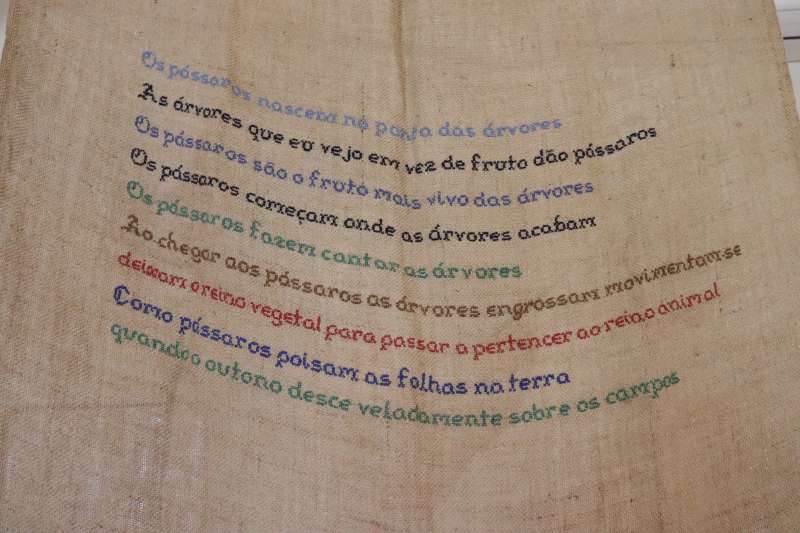 Os pássaros nascem na ponta das árvores
As árvores que eu vejo em vez de fruto dão pássaros
Os pássaros são o fruto mais vivo das árvores
Os pássaros começam onde as árvores acabam
Os pássaros fazem cantar as árvores
Ao chegar aos pássaros as árvores engrossam movimentam-se
deixam o reino vegetal para passar a pertencer ao reino animal
Como pássaros poisam as folhas na terra
quando o outono desce veladamente sobre os campos